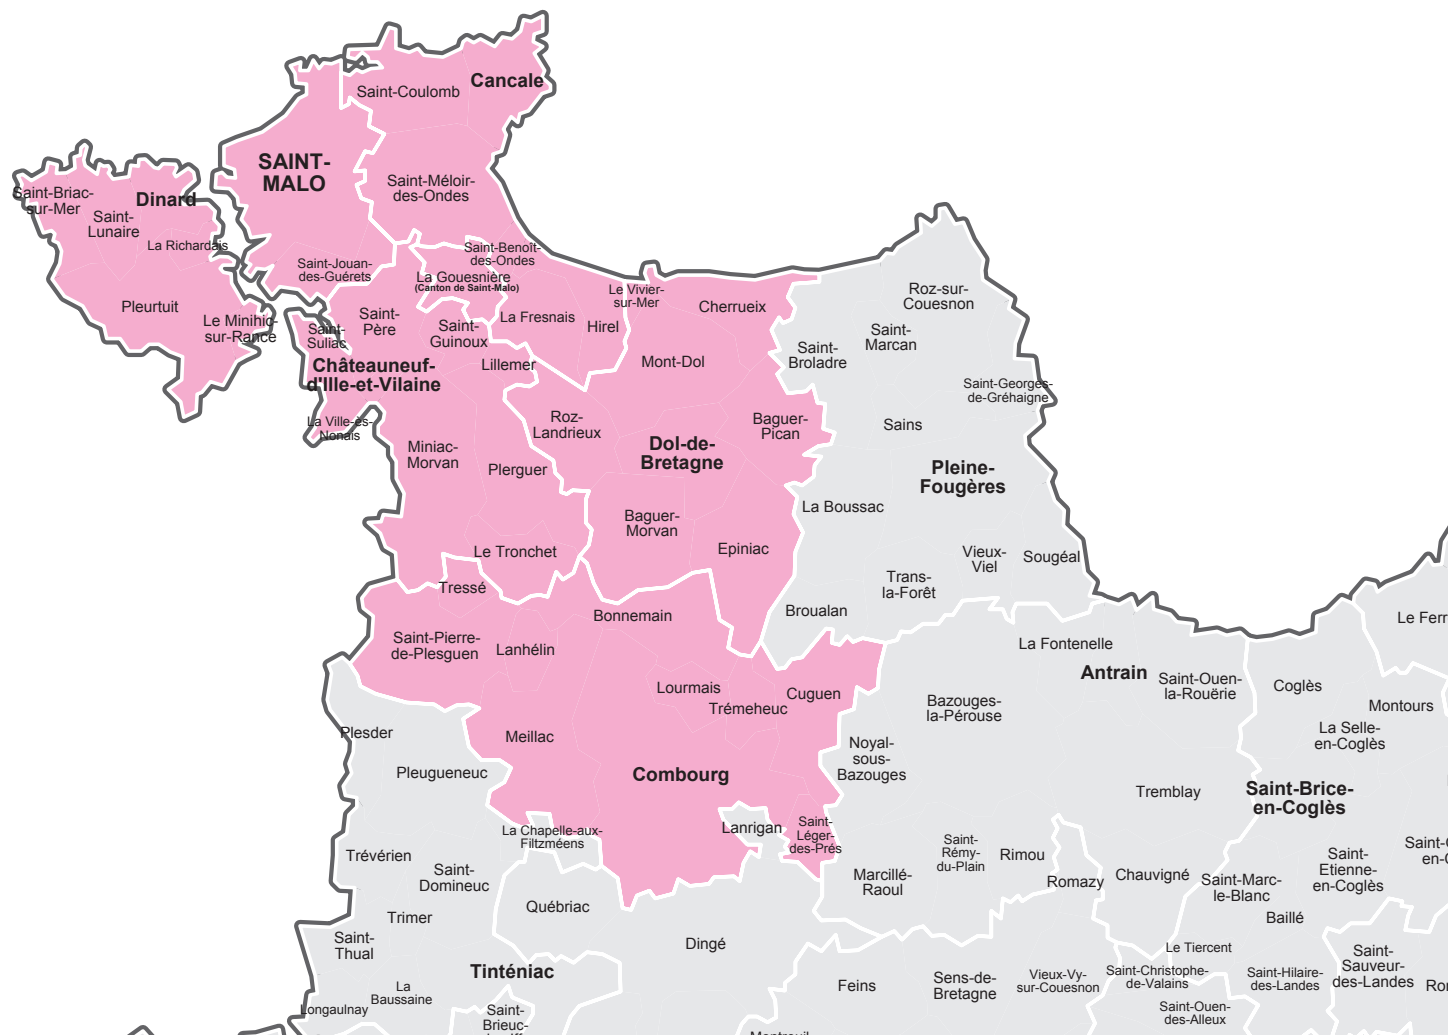 Cancale
Saint-Coulomb
SAINT-
MALO
Saint-Méloir-
des-Ondes
Saint-Briac-
sur-Mer
Dinard
Saint-
Lunaire
La Richardais
Saint-Jouan-
des-Guérets
Saint-Benoît-
des-Ondes
La Gouesnière
(Canton de Saint-Malo)
Pleurtuit
Le Minihic-
sur-Rance
Saint-
Suliac
Saint-
Père
Saint-
Guinoux
La Fresnais
Hirel
Le Vivier-
sur-Mer
Cherrueix
Roz-sur-
Couesnon
Saint-
Marcan
Saint-
Broladre
Châteauneuf-
d'Ille-et-Vilaine
Lillemer
Mont-Dol
Saint-Georges-
de-Gréhaigne
La Ville-ès-
Nonais
Miniac-
Morvan
Plerguer
Roz-
Landrieux
Dol-de-
Bretagne
Baguer-
Pican
Sains
Pleine-
Fougères
La Boussac
Baguer-
Morvan
Epiniac
Le Tronchet
Vieux-
Viel
Sougéal
Trans-
la-Forêt
Broualan
Tressé
Bonnemain
Saint-Pierre-
de-Plesguen
Lanhélin
Lourmais
Trémeheuc
Cuguen
La Fontenelle
Antrain
Saint-Ouen-
la-Rouërie
Le Ferr
Coglès
Montours
La Selle-
en-Coglès
Bazouges-
la-Pérouse
Noyal-
sous-
Bazouges
Plesder
Meillac
Pleugueneuc
Combourg
Tremblay
Saint-Brice-
en-Coglès
La Chapelle-aux-
Filtzméens
Lanrigan
Saint-
Léger-
des-Prés
Trévérien
Saint-
Domineuc
Marcillé-
Raoul
Saint-
Rémy-
du-Plain
Rimou
Romazy
Chauvigné
Saint-Marc-
le-Blanc
Saint-
Etienne-
en-Coglès
Baillé
Trimer
Québriac
Saint-
Thual
Dingé
Tinténiac
Feins
Sens-de-
Bretagne
Vieux-Vy-
sur-Couesnon
Le Tiercent
Saint-Christophe-
de-Valains
Saint-Hilaire-
des-Landes
Saint-
Sauveur-
des-Landes
La
Baussaine
Longaulnay
Saint-
Brieuc-
Saint-Ouen-
des-Alleux